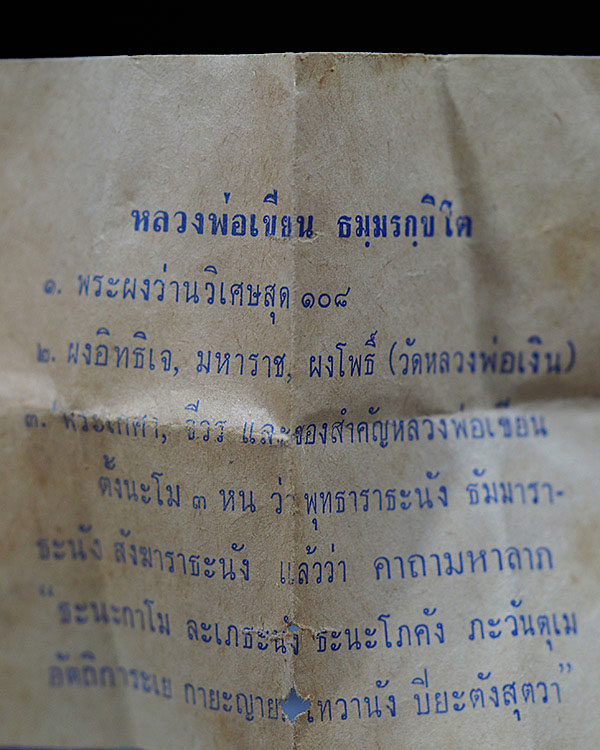 หลวงพ่อเขียน ธมฺมรกฺขิโต
๑. พระผงว่านวิเศษสุด ๑๐๘
๒. ผงอิทธิเจ, มหาราช, ผงโพธิ์ (วัดหลวงพ่อเงิน)
๓. พระเกศา, จีวร และของสำคัญหลวงพ่อเขียน
ตั้งนะโม ๓ หน ว่า พุทธาราธะนัง ธัมมารา-
ธะนัง สังฆาราธะนัง แล้วว่า คาถามหาลาภ
“ธะนะกาโม ละเภธะนัง ธะนะโภคัง ภะวันตุเม
อัตถิการะเย กายะญายะ เทวานัง ปียะตังสุตวา”